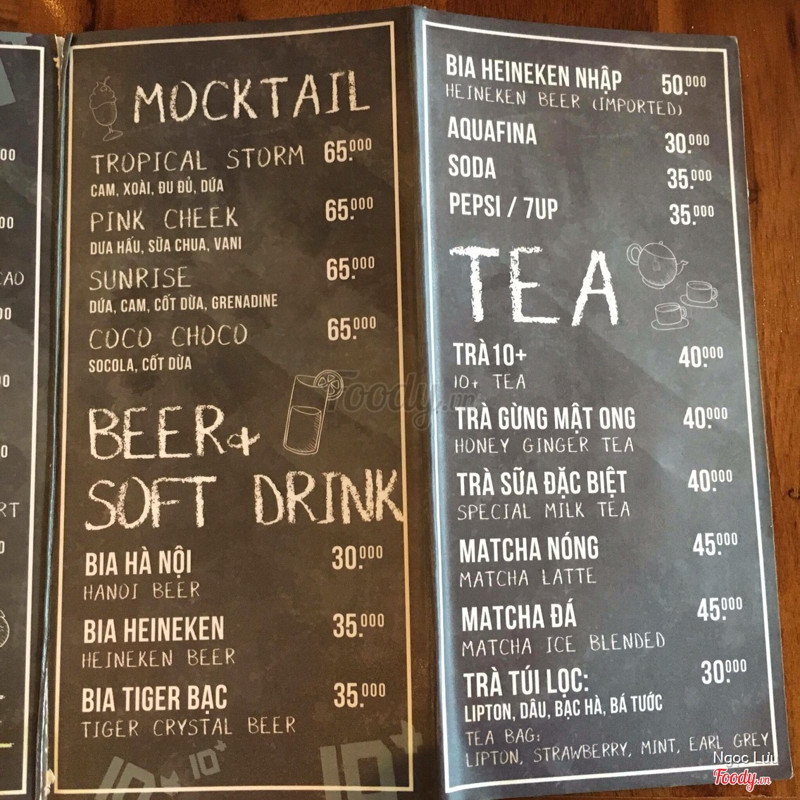 MOCKTAIL
TROPICAL STORM 65.000
CAM, XOÀI, ĐU ĐỦ, DỨA
PINK CHEEK 65.000
DƯA HẤU, SỮA CHUA, VANI
SUNRISE 65.000
DỨA, CAM, CỐT DỪA, GRENADINE
COCO CHOCO 65.000
SOCOLA, CỐT DỪA
BEER &
SOFT DRINK
BIA HÀ NỘI 30.000
HANOI BEER
BIA HEINEKEN 35.000
HEINEKEN BEER
BIA TIGER BẠC 35.000
TIGER CRYSTAL BEER
10+ 10+ 10+
BIA HEINEKEN NHẬP 50.000
HEINEKEN BEER (IMPORTED)
AQUAFINA 30.000
SODA 35.000
PEPSI / 7UP 35.000
TEA
TRÀ 10+ 40.000
10+ TEA
TRÀ GỪNG MẬT ONG 40.000
HONEY GINGER TEA
TRÀ SỮA ĐẶC BIỆT 40.000
SPECIAL MILK TEA
MATCHA NÓNG 45.000
MATCHA LATTE
MATCHA ĐÁ 45.000
MATCHA ICE BLENDED
TRÀ TÚI LỌC: 30.000
LIPTON, DÂU, BẠC HÀ, BÁ TƯỚC
TEA BAG:
LIPTON, STRAWBERRY, MINT, EARL GREY
Foody.vn
Ngọc Lưu
Foody.vn